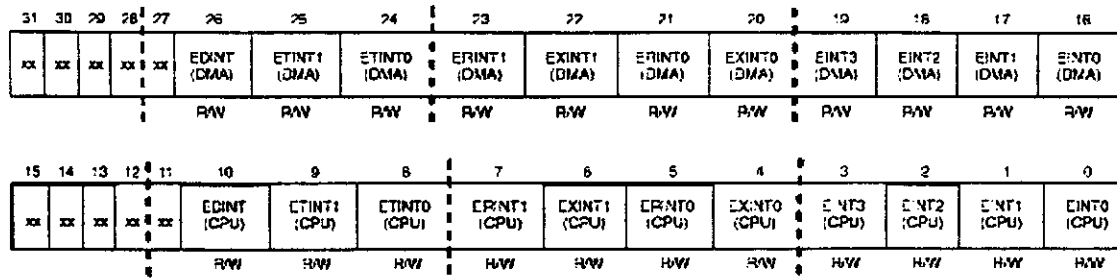 31 30 29 28 27 26 25 24 23 22 21 20 19 18 17 16
xx xx xx xx xx EDINT (DMA) ETINT1 (DMA) ETINT0 (DMA) ERINT1 (DMA) EXINT1 (DMA) ERINT0 (DMA) EXINT0 (DMA) EINT3 (DMA) EINT2 (DMA) EINT1 (DMA) EINT0 (DMA)
R/W R/W R/W R/W R/W R/W R/W R/W R/W R/W R/W
15 14 13 12 11 10 9 8 7 6 5 4 3 2 1 0
xx xx xx xx xx EDINT (CPU) ETINT1 (CPU) ETINT0 (CPU) ERINT1 (CPU) EXINT1 (CPU) ERINT0 (CPU) EXINT0 (CPU) EINT3 (CPU) EINT2 (CPU) EINT1 (CPU) EINT0 (CPU)
R/W R/W R/W R/W R/W R/W R/W R/W R/W R/W R/W